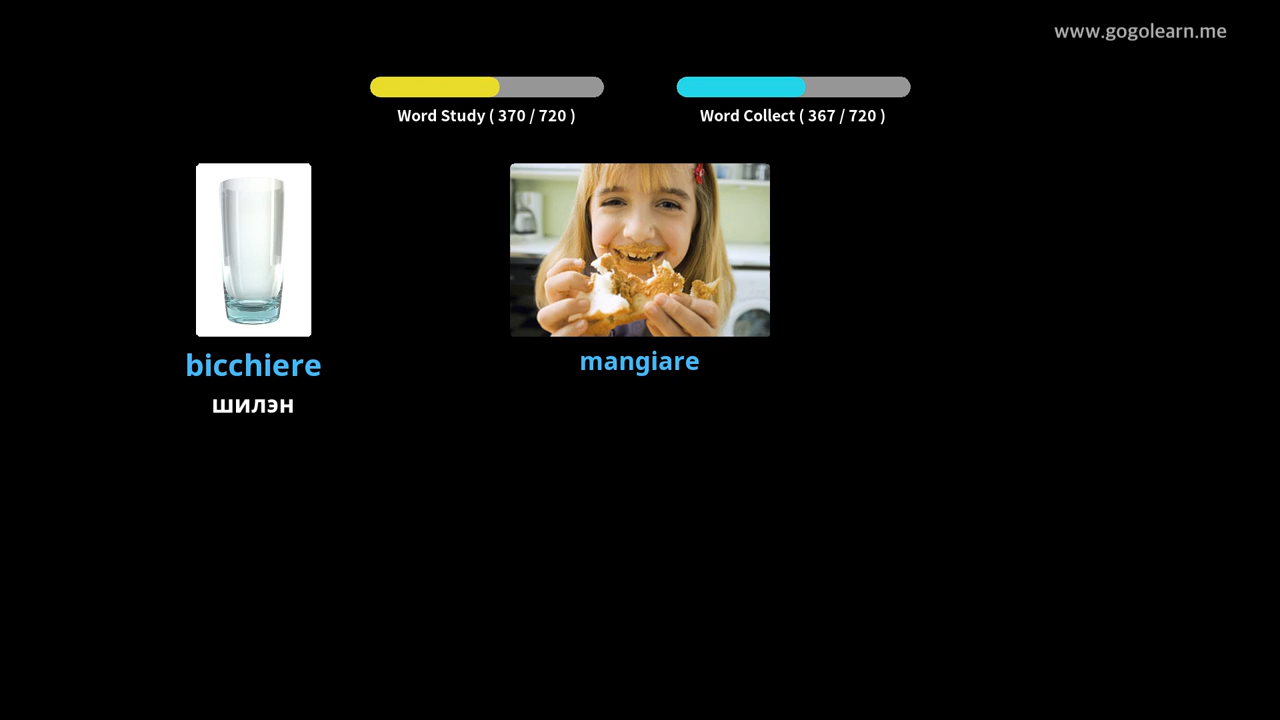 www.gogolearn.me
Word Study ( 370 / 720 )
Word Collect ( 367 / 720 )
bicchiere
шилэн
mangiare